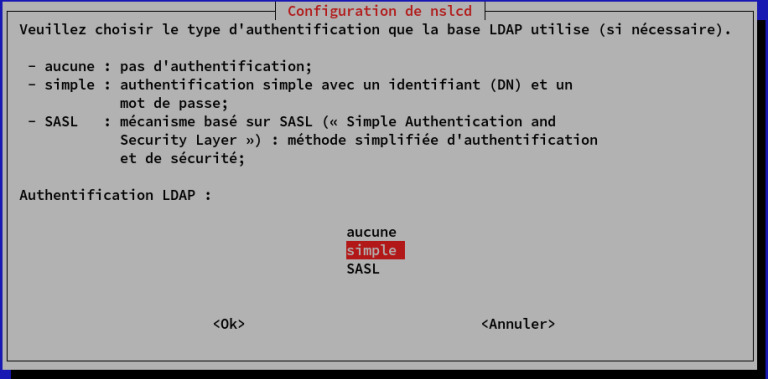 Configuration de nslcd
Veuillez choisir le type d'authentification que la base LDAP utilise (si nécessaire).
- aucune : pas d'authentification;
- simple : authentification simple avec un identifiant (DN) et un
mot de passe;
- SASL : mécanisme basé sur SASL (« Simple Authentication and
Security Layer ») : méthode simplifiée d'authentification
et de sécurité;
Authentification LDAP :
aucune
simple
SASL
<Ok> <Annuler>